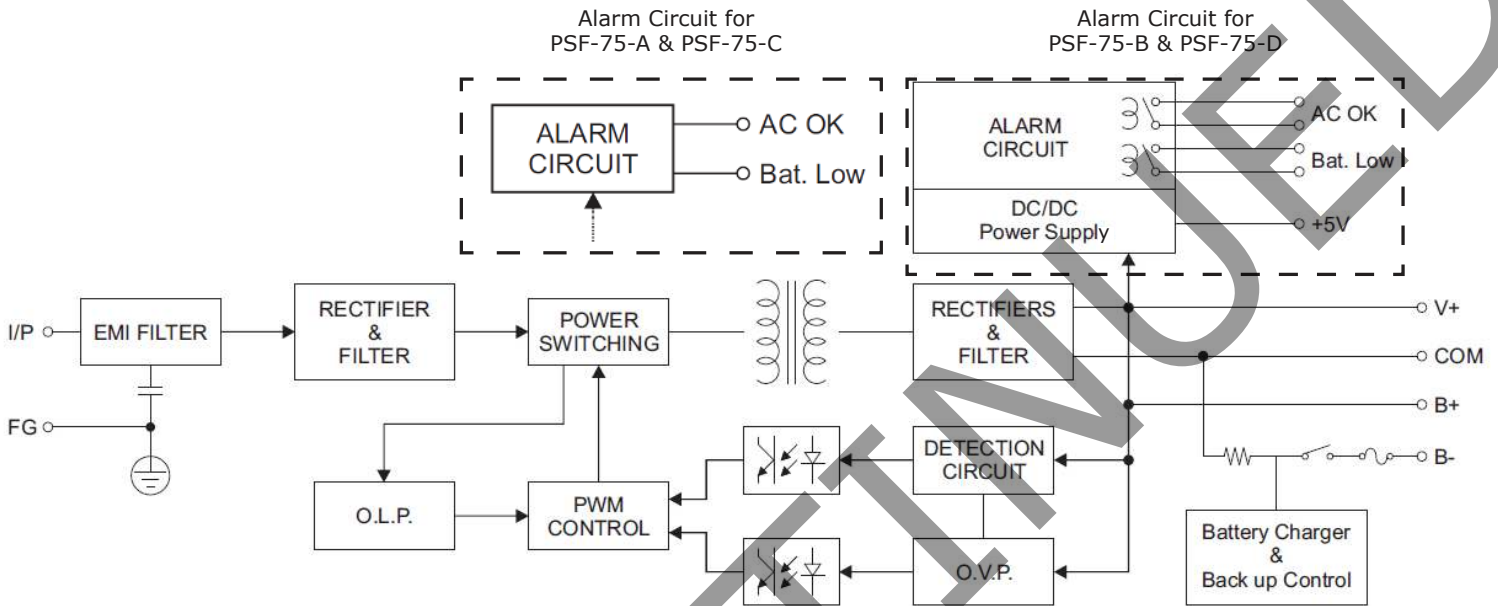 Alarm Circuit for
PSF-75-A & PSF-75-C
Alarm Circuit for
PSF-75-B & PSF-75-D
ALARM
CIRCUIT
AC OK
Bat. Low
ALARM
CIRCUIT
AC OK
Bat. Low
DC/DC
Power Supply
+5V
I/P
EMI FILTER
RECTIFIER
&
FILTER
POWER
SWITCHING
RECTIFIERS
&
FILTER
V+
COM
FG
B+
DETECTION
CIRCUIT
B-
O.L.P.
PWM
CONTROL
O.V.P.
Battery Charger
&
Back up Control
TINUED